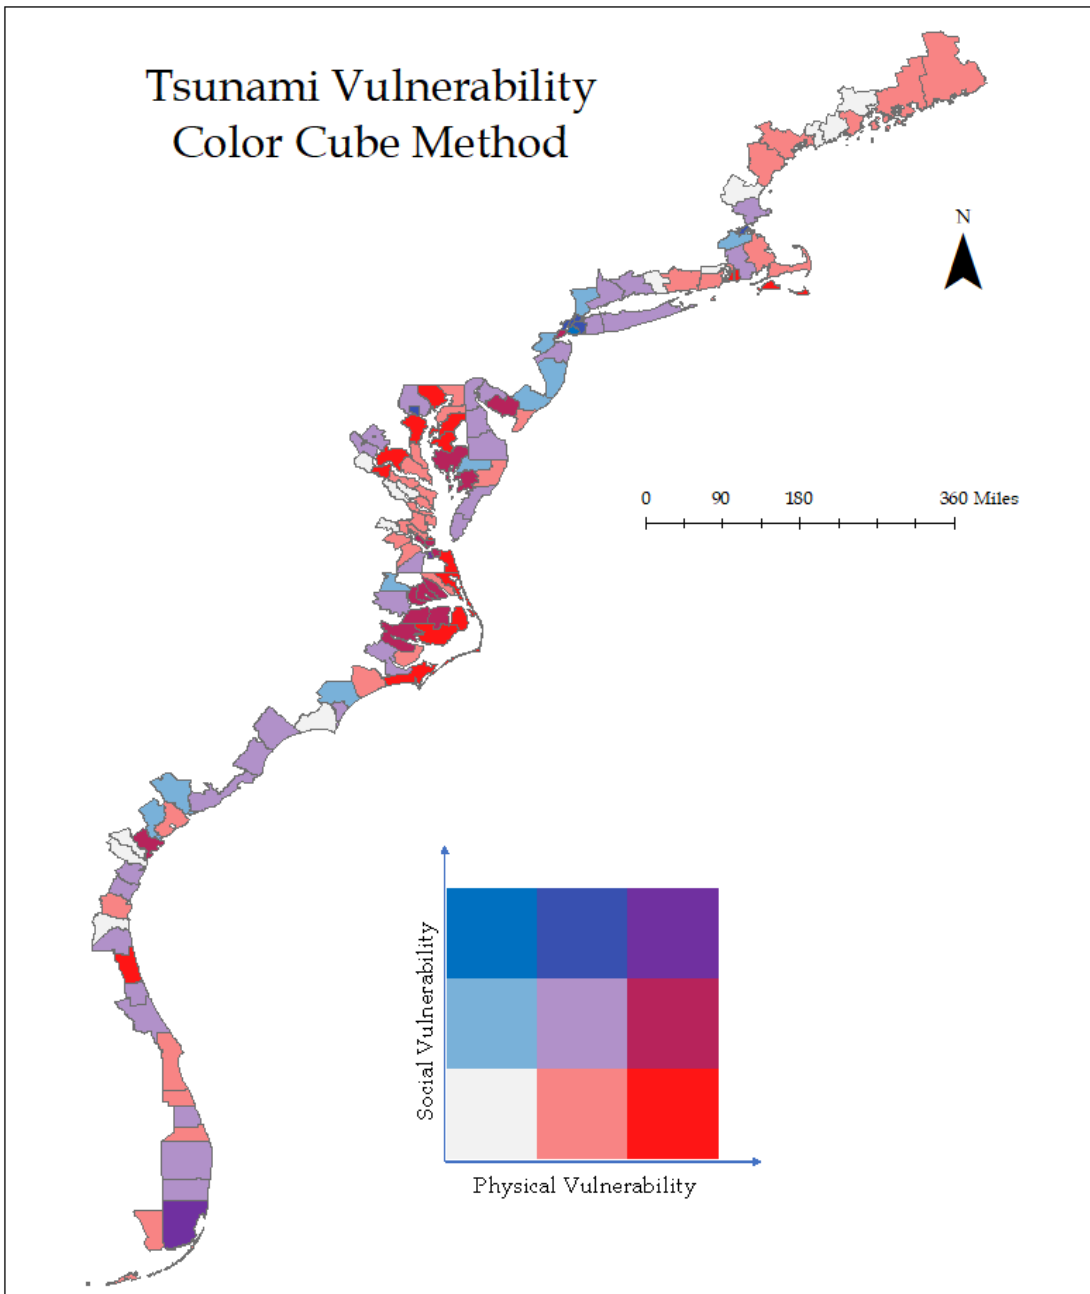 Tsunami Vulnerability
Color Cube Method
N
0 90 180 360 Miles
Social Vulnerability
Physical Vulnerability